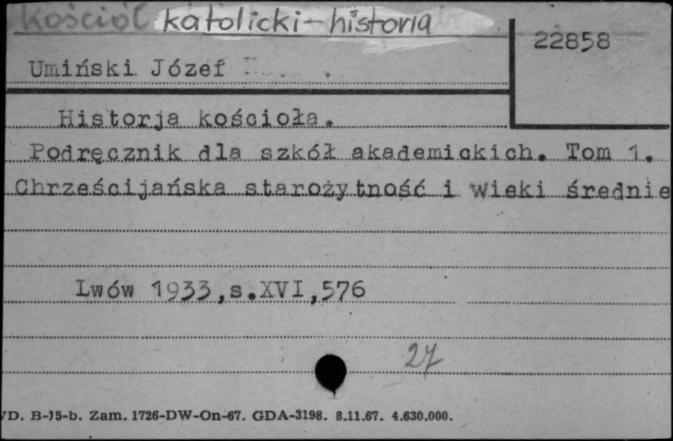 Kościół katolicki-historia
22858
Umiński Józef
Historja kościoła.
Podręcznik dla szkół akademickich. Tom 1.
Chrześcijańska starożytność i wieki średnie
Lwów 1933,s.XVI,576
27
D. B-15-b. Zam. 1726-DW-On-67. GDA-3198. 8.11.67. 4.630.000.